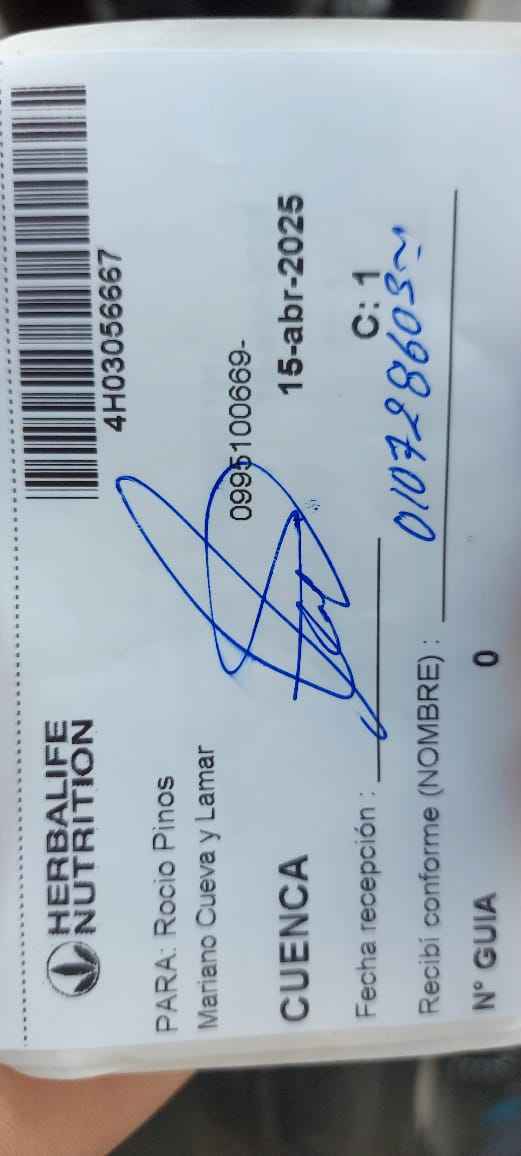 HERBALIFE
NUTRITION
4H03056667
PARA: Rocio Pinos
Mariano Cueva y Lamar
0995100669-
CUENCA
15-abr-2025
Fecha recepción :
C: 1
Recibí conforme (NOMBRE) :
N° GUIA 0